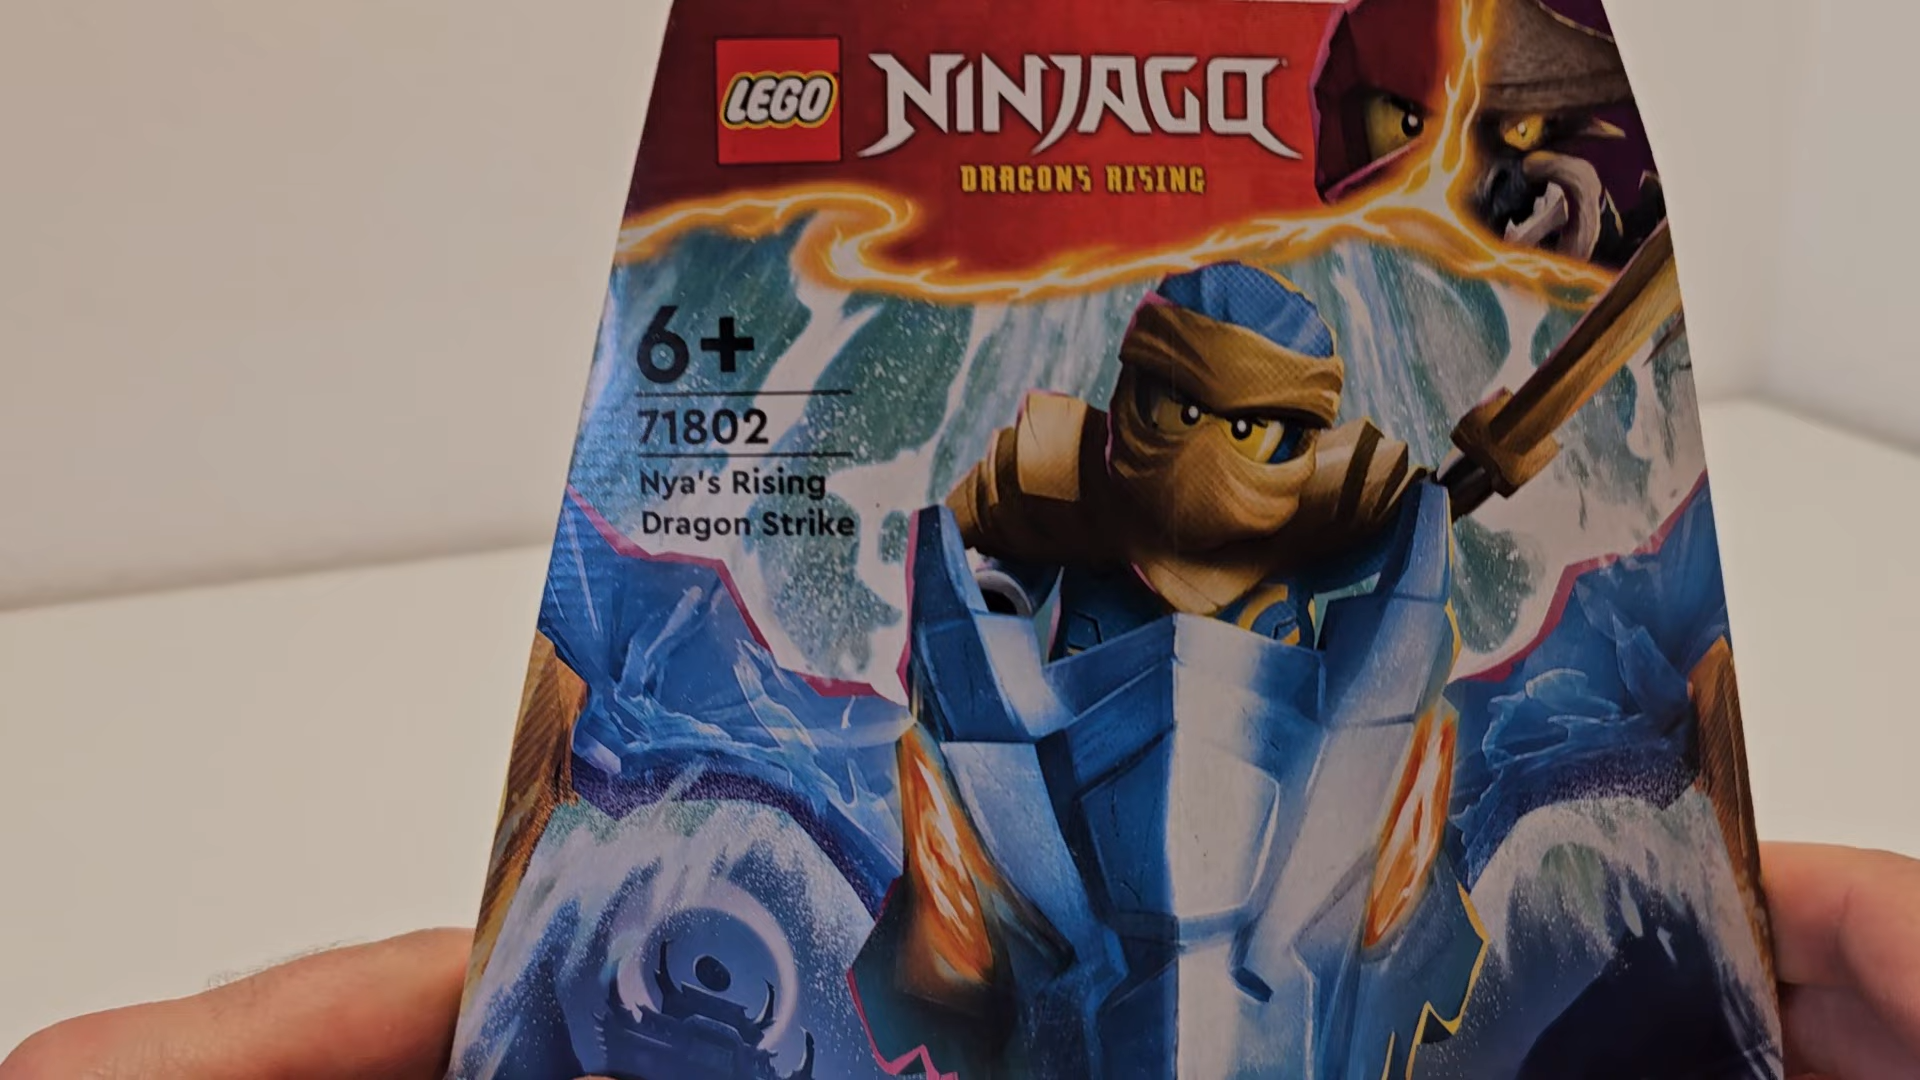 LEGO NINJAGO
DRAGONS RISING
6+
71802
Nya's Rising
Dragon Strike